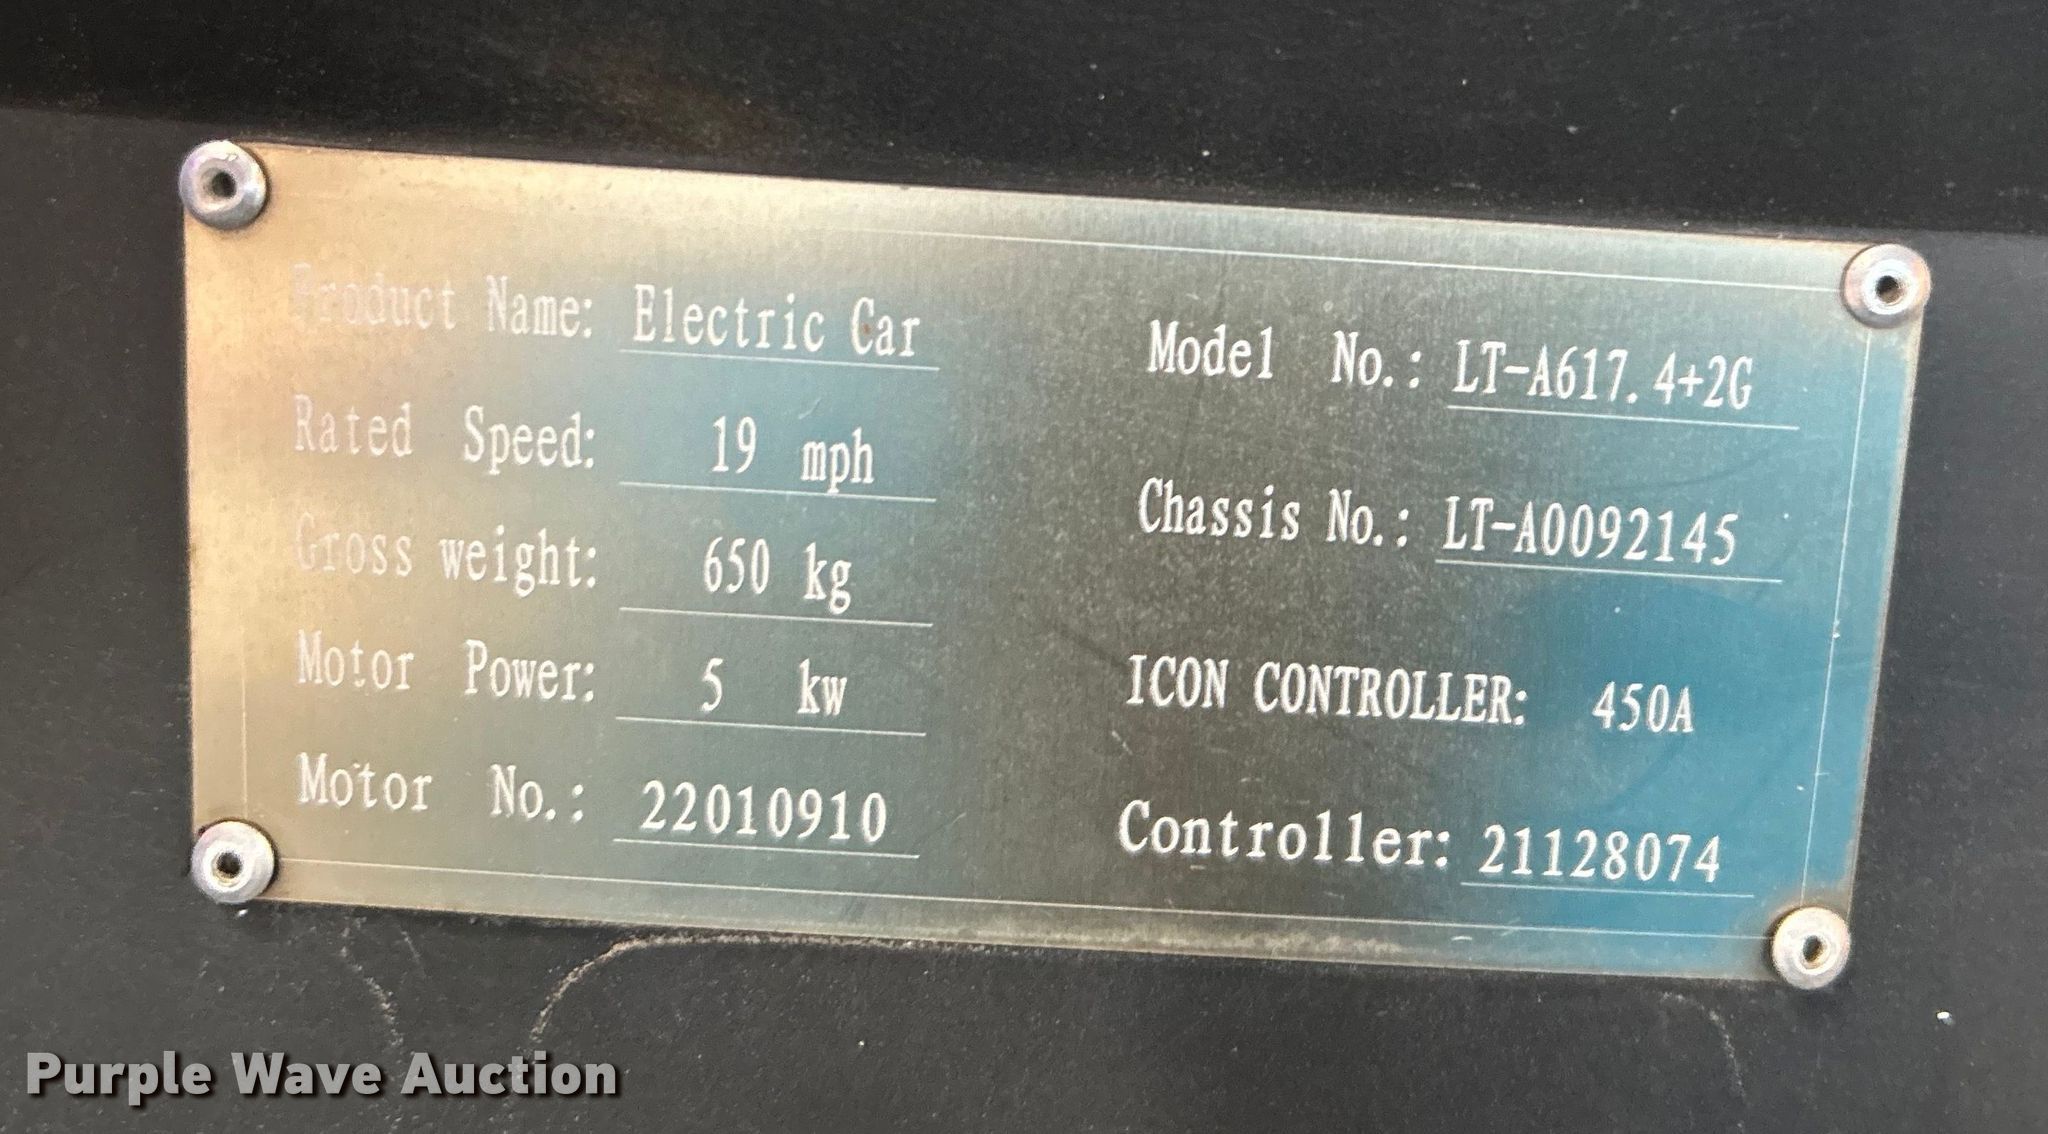 Product Name: Electric Car
Rated Speed: 19 mph
Gross weight: 650 kg
Motor Power: 5 kw
Motor No.: 22010910
Model No.: LT-A617.4+2G
Chassis No.: LT-A0092145
ICON CONTROLLER: 450A
Controller: 21128074
Purple Wave Auction